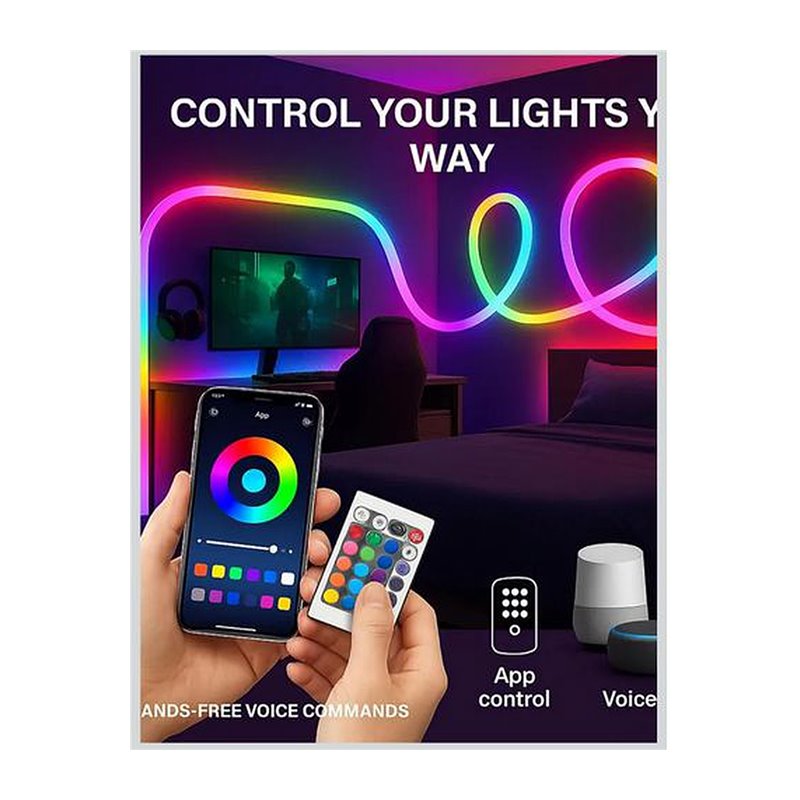 CONTROL YOUR LIGHTS Y
WAY
App
App
control
Voice
ANDS-FREE VOICE COMMANDS